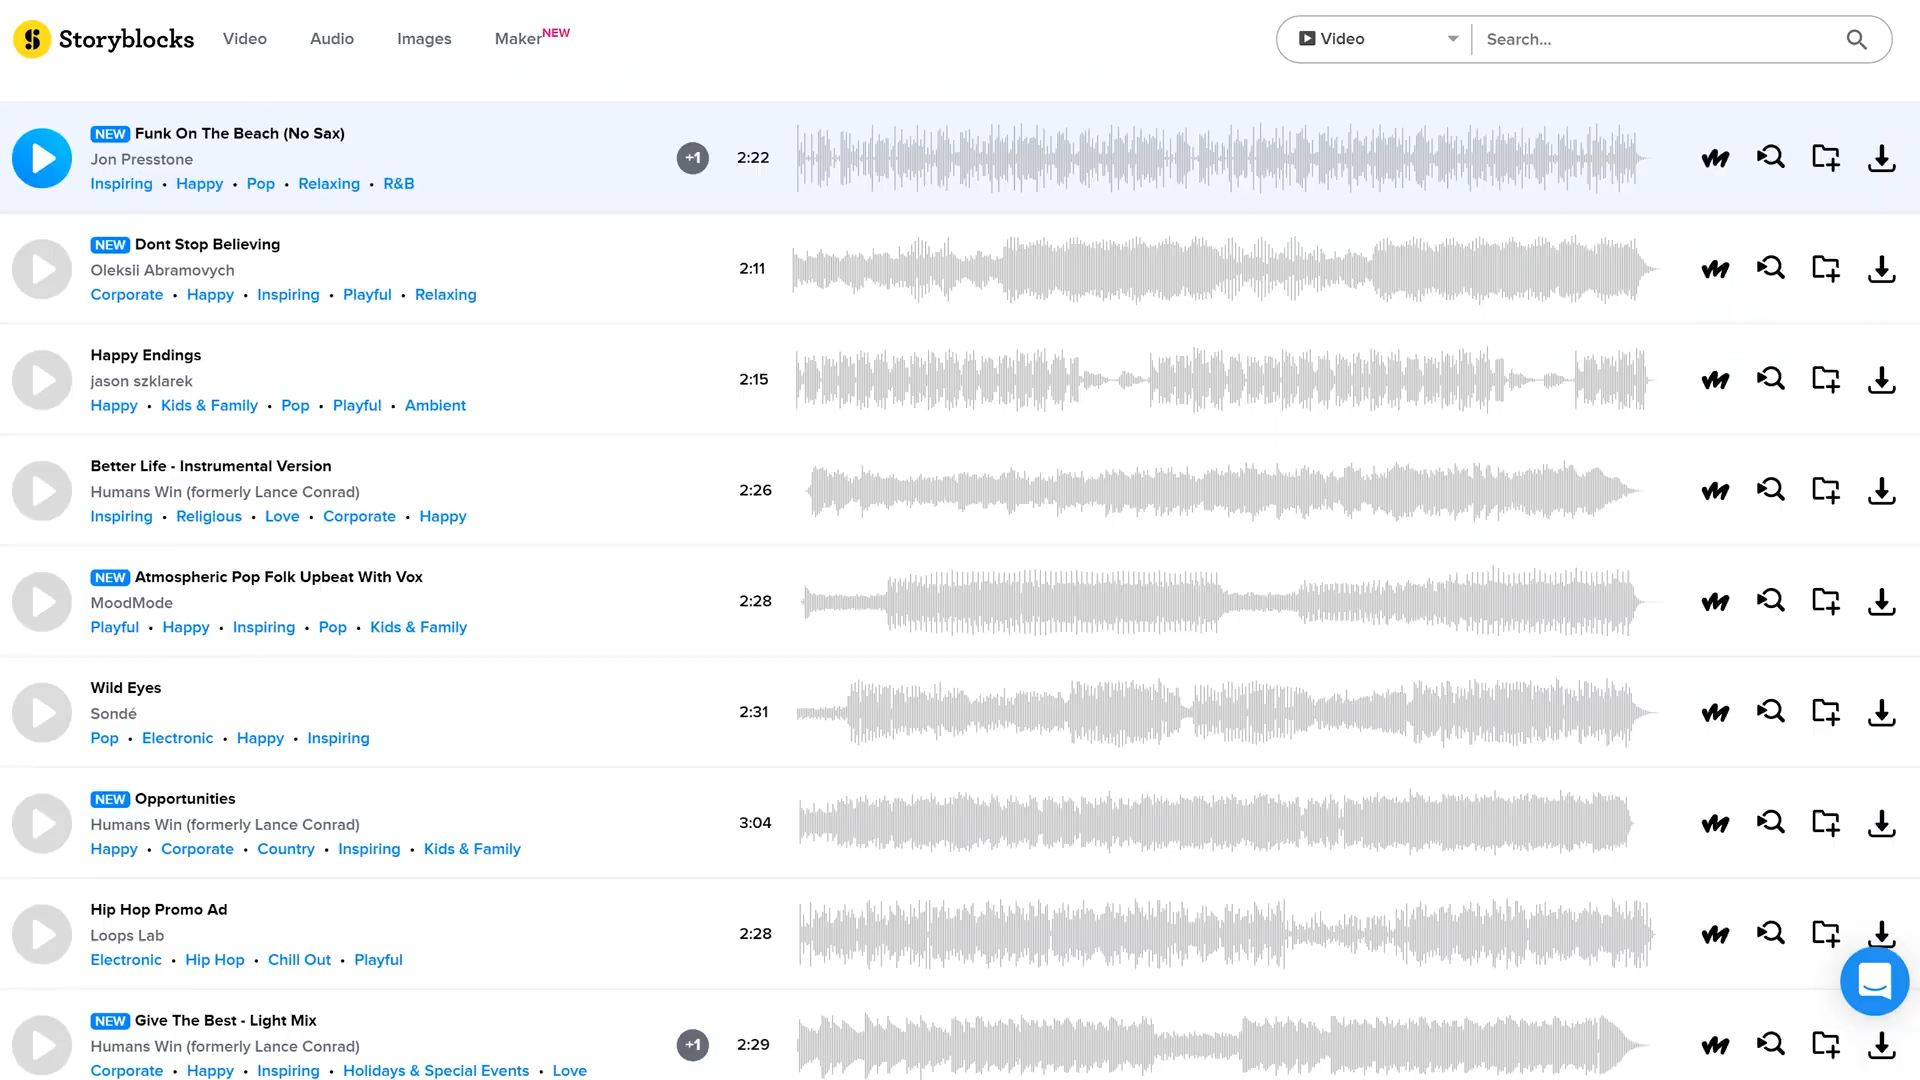 Storyblocks Video Audio Images Maker NEW Video Search...
NEW Funk On The Beach (No Sax)
Jon Presstone
+1 2:22
Inspiring • Happy • Pop • Relaxing • R&B
NEW Dont Stop Believing
Oleksii Abramovych
2:11
Corporate • Happy • Inspiring • Playful • Relaxing
Happy Endings
jason szklarek
2:15
Happy • Kids & Family • Pop • Playful • Ambient
Better Life - Instrumental Version
Humans Win (formerly Lance Conrad)
2:26
Inspiring • Religious • Love • Corporate • Happy
NEW Atmospheric Pop Folk Upbeat With Vox
MoodMode
2:28
Playful • Happy • Inspiring • Pop • Kids & Family
Wild Eyes
Sondé
2:31
Pop • Electronic • Happy • Inspiring
NEW Opportunities
Humans Win (formerly Lance Conrad)
3:04
Happy • Corporate • Country • Inspiring • Kids & Family
Hip Hop Promo Ad
Loops Lab
2:28
Electronic • Hip Hop • Chill Out • Playful
NEW Give The Best - Light Mix
Humans Win (formerly Lance Conrad)
+1 2:29
Corporate • Happy • Inspiring • Holidays & Special Events • Love